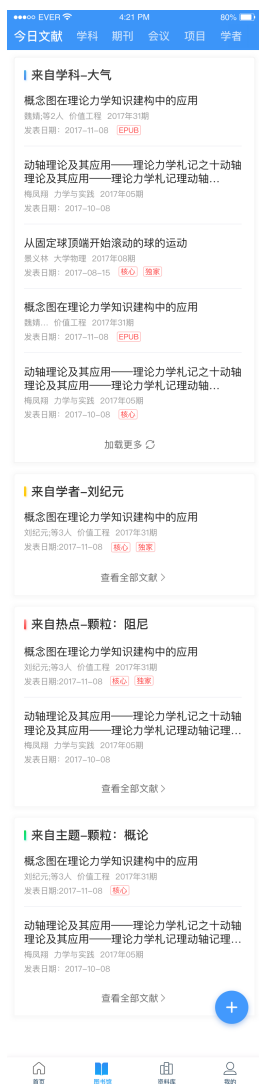 EVER 4:21 PM 80%
今日文献 学科 期刊 会议 项目 学者
来自学科-大气
概念图在理论力学知识建构中的应用
魏婧;等2人 价值工程 2017年31期
发表日期：2017-11-08 EPUB
动轴理论及其应用——理论力学札记之十动轴
理论及其应用——理论力学札记理动轴...
梅凤翔 力学与实践 2017年05期
发表日期：2017-10-08
从固定球顶端开始滚动的球的运动
景义林 大学物理 2017年08期
发表日期：2017-08-15 核心 独家
概念图在理论力学知识建构中的应用
魏婧... 价值工程 2017年31期
发表日期：2017-11-08 EPUB
动轴理论及其应用——理论力学札记之十动轴
理论及其应用——理论力学札记理动轴...
梅凤翔 力学与实践 2017年05期
发表日期：2017-10-08 核心
加载更多
来自学者-刘纪元
概念图在理论力学知识建构中的应用
刘纪元;等3人 价值工程 2017年31期
发表日期:2017-11-08 核心 独家
查看全部文献 >
来自热点-颗粒：阻尼
概念图在理论力学知识建构中的应用
刘纪元;等3人 价值工程 2017年31期
发表日期:2017-11-08 核心 独家
动轴理论及其应用——理论力学札记之十动轴
理论及其应用——理论力学札记理动轴记理...
梅凤翔 力学与实践 2017年05期
发表日期：2017-10-08
查看全部文献 >
来自主题-颗粒：概论
概念图在理论力学知识建构中的应用
刘纪元;等3人 价值工程 2017年31期
发表日期:2017-11-08 核心
动轴理论及其应用——理论力学札记之十动轴
理论及其应用——理论力学札记理动轴记理...
梅凤翔 力学与实践 2017年05期
发表日期：2017-10-08
查看全部文献 >
首页 图书馆 资料库 我的